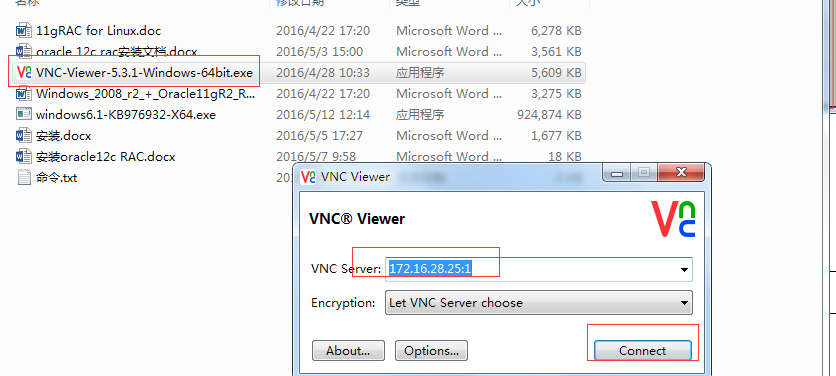 修改日期 类型 大小
11gRAC for Linux.doc 2016/4/22 17:20 Microsoft Word ... 6,278 KB
oracle 12c rac安装文档.docx 2016/5/3 15:00 Microsoft Word ... 3,561 KB
VNC-Viewer-5.3.1-Windows-64bit.exe 2016/4/28 10:33 应用程序 5,609 KB
Windows_2008_r2_+_Oracle11gR2_R... 2016/4/22 17:20 Microsoft Word ... 3,275 KB
windows6.1-KB976932-X64.exe 2016/5/12 12:14 应用程序 924,874 KB
安装.docx 2016/5/5 17:27 Microsoft Word ... 1,677 KB
安装oracle12c RAC.docx 2016/5/7 9:58 Microsoft Word ... 18 KB
命令.txt
VNC Viewer
VNC® Viewer
VNC Server: 172.16.28.25:1
Encryption: Let VNC Server choose
About... Options... Connect